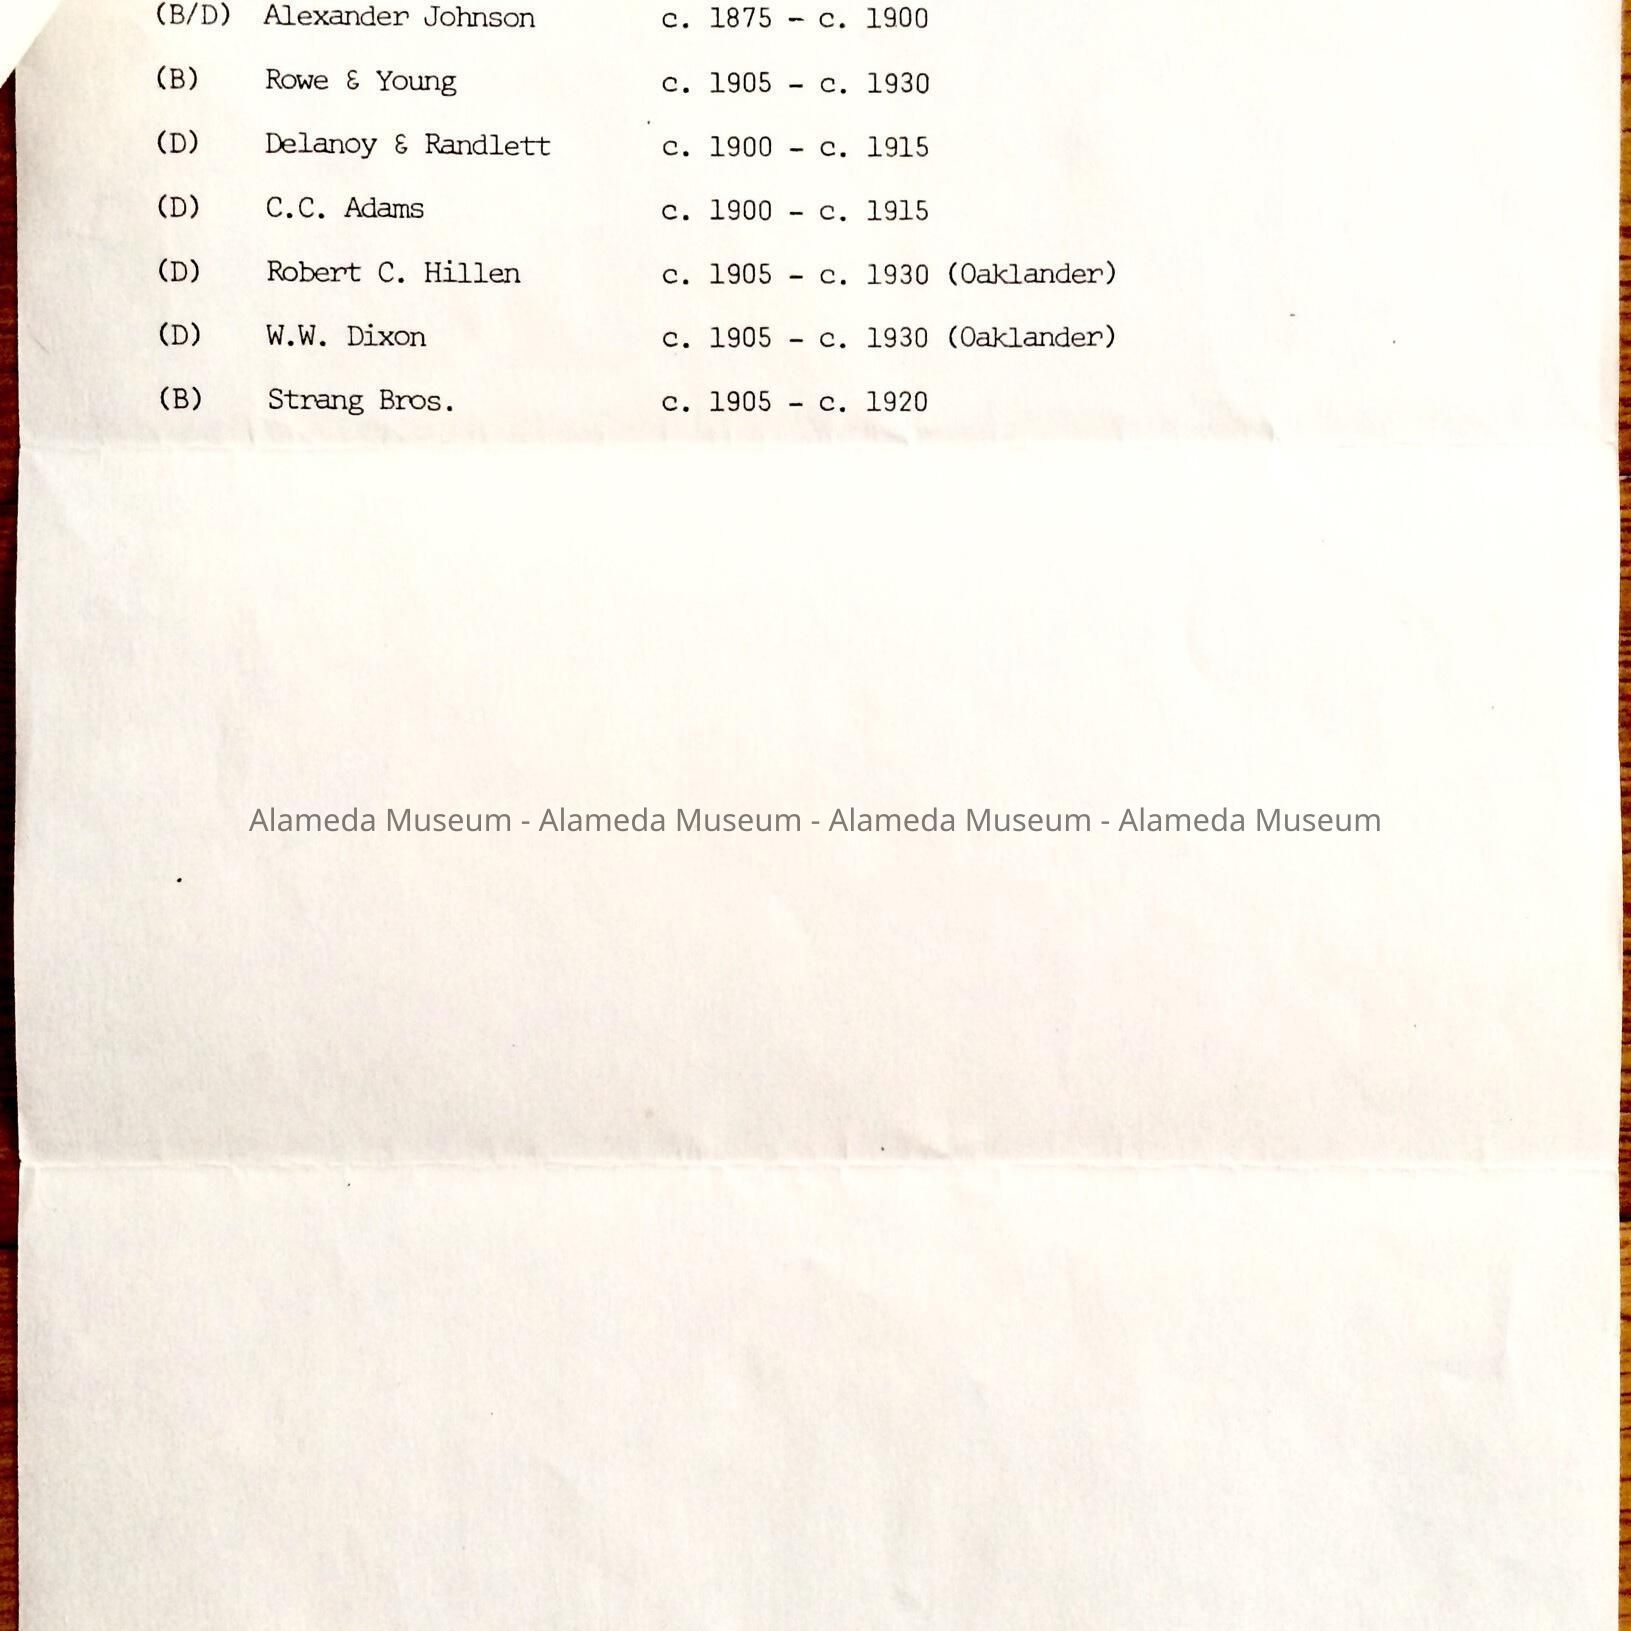 (B/D) Alexander Johnson c. 1875 - c. 1900
(B) Rowe & Young c. 1905 - c. 1930
(D) Delanoy & Randlett c. 1900 - c. 1915
(D) C.C. Adams c. 1900 - c. 1915
(D) Robert C. Hillen c. 1905 - c. 1930 (Oaklander)
(D) W.W. Dixon c. 1905 - c. 1930 (Oaklander)
(B) Strang Bros. c. 1905 - c. 1920
Alameda Museum - Alameda Museum - Alameda Museum - Alameda Museum